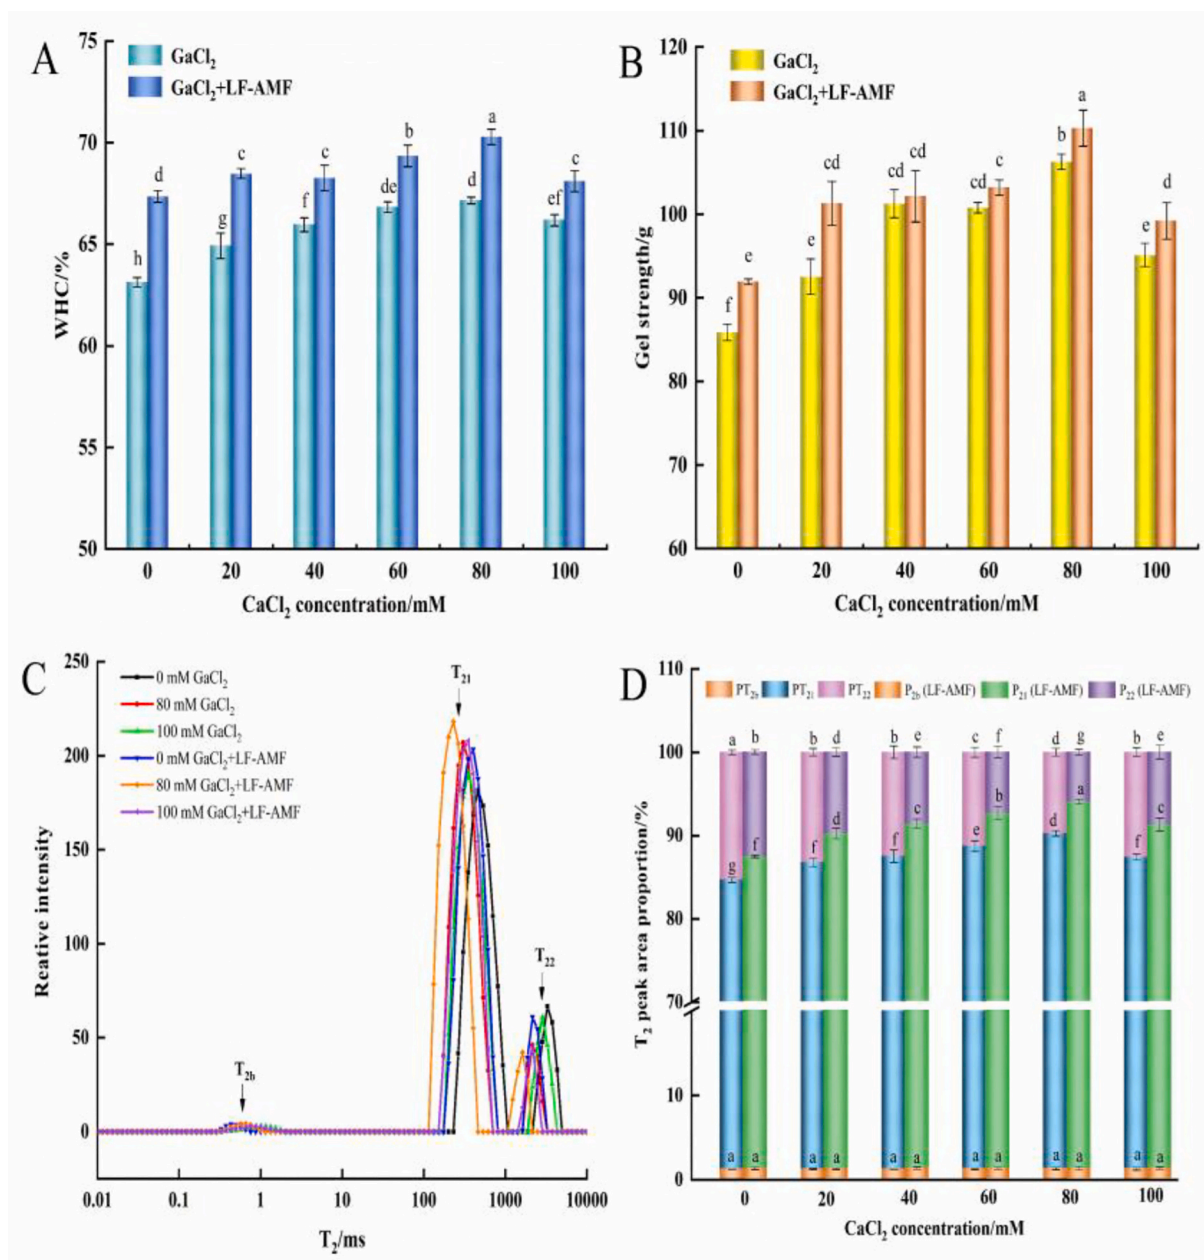 A
GaCl2
GaCl2+LF-AMF
75
70
65
60
55
50
WHC/%
h d g c f c de b d a ef c
0 20 40 60 80 100
CaCl2 concentration/mM
B
GaCl2
GaCl2+LF-AMF
120
110
100
90
80
70
60
Gel strength/g
f e e cd cd cd cd c b a e d
0 20 40 60 80 100
CaCl2 concentration/mM
C
0 mM GaCl2
80 mM GaCl2
100 mM GaCl2
0 mM GaCl2+LF-AMF
80 mM GaCl2+LF-AMF
100 mM GaCl2+LF-AMF
250
200
150
100
50
0
Reative intensity
T2b
T21
T22
0.01 0.1 1 10 100 1000 10000
T2/ms
D
PT2b PT21 PT22 P2b (LF-AMF) P21 (LF-AMF) P22 (LF-AMF)
110
100
90
80
70
10
0
T2 peak area proportion/%
a b b d b e c f d g b e
g f f d f c e b d a f c
a a a a a a a a a a a a
0 20 40 60 80 100
CaCl2 concentration/mM